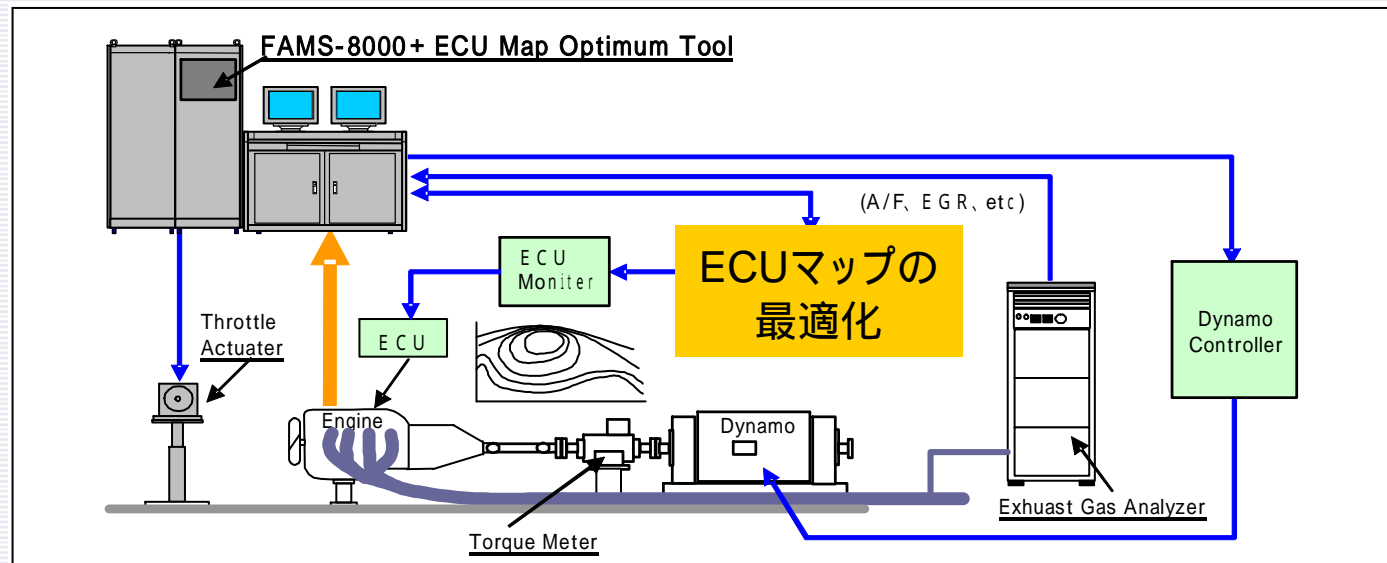 FAMS-8000+ ECU Map Optimum Tool
(A/F、EGR、etc)
ECU
Moniter
ECUマップの
最適化
Throttle
Actuater
ECU
Dynamo
Controller
Engine
Dynamo
Exhuast Gas Analyzer
Torque Meter